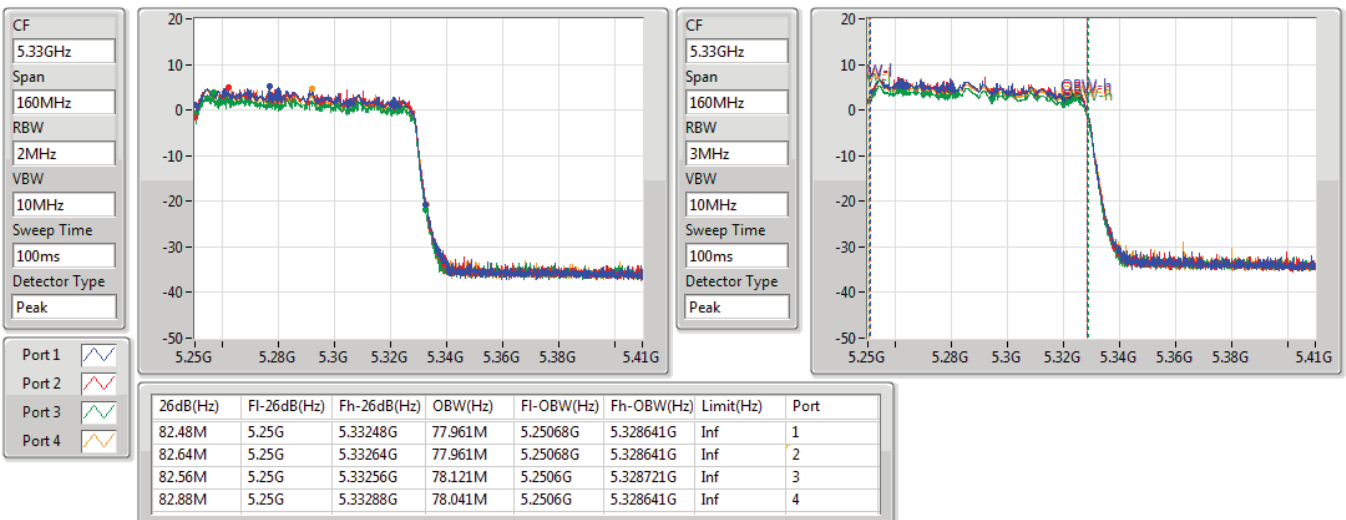 CF
5.33GHz
Span
160MHz
RBW
2MHz
VBW
10MHz
Sweep Time
100ms
Detector Type
Peak
20
10
0
-10
-20
-30
-40
-50
5.25G 5.28G 5.3G 5.32G 5.34G 5.36G 5.38G 5.41G
CF
5.33GHz
Span
160MHz
RBW
3MHz
VBW
10MHz
Sweep Time
100ms
Detector Type
Peak
20
10
0
-10
-20
-30
-40
-50
5.25G 5.28G 5.3G 5.32G 5.34G 5.36G 5.38G 5.41G
Port 1
Port 2
Port 3
Port 4
26dB(Hz) Fl-26dB(Hz) Fh-26dB(Hz) OBW(Hz) Fl-OBW(Hz) Fh-OBW(Hz) Limit(Hz) Port
82.48M 5.25G 5.33248G 77.961M 5.25068G 5.328641G Inf 1
82.64M 5.25G 5.33264G 77.961M 5.25068G 5.328641G Inf 2
82.56M 5.25G 5.33256G 78.121M 5.2506G 5.328721G Inf 3
82.88M 5.25G 5.33288G 78.041M 5.2506G 5.328641G Inf 4